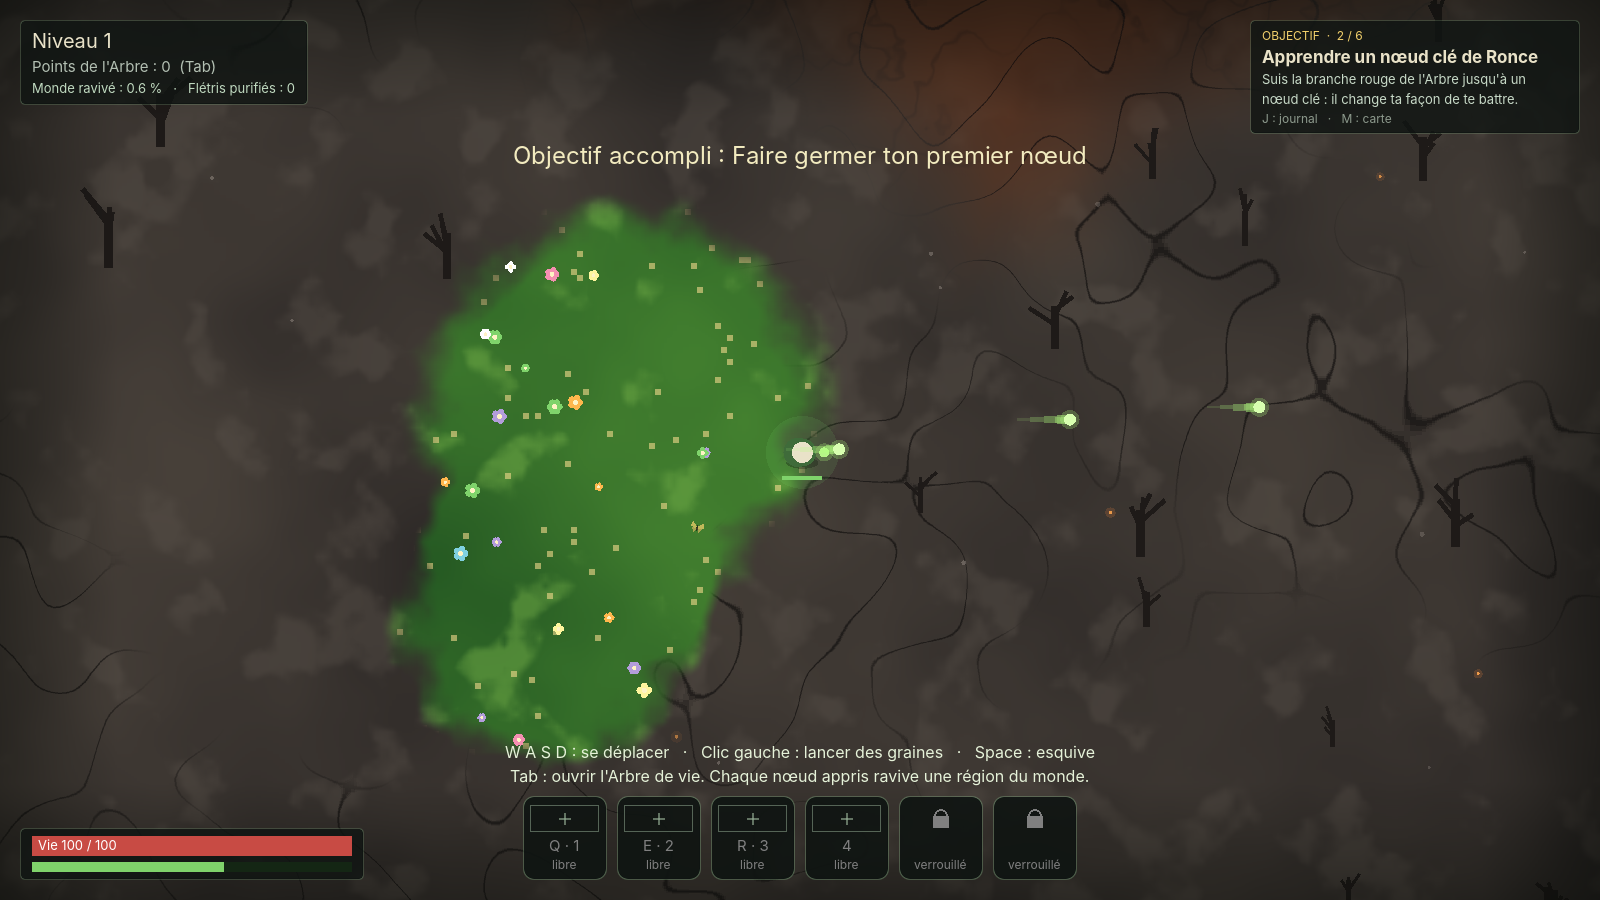 Niveau 1
Points de l'Arbre : 0 (Tab)
Monde ravivé : 0.6 % · Flétris purifiés : 0
OBJECTIF · 2 / 6
Apprendre un nœud clé de Ronce
Suis la branche rouge de l'Arbre jusqu'à un
nœud clé : il change ta façon de te battre.
J : journal · M : carte
Objectif accompli : Faire germer ton premier nœud
W A S D : se déplacer · Clic gauche : lancer des graines · Space : esquive
Tab : ouvrir l'Arbre de vie. Chaque nœud appris ravive une région du monde.
Vie 100 / 100
Q · 1
libre
E · 2
libre
R · 3
libre
4
libre
verrouillé
verrouillé